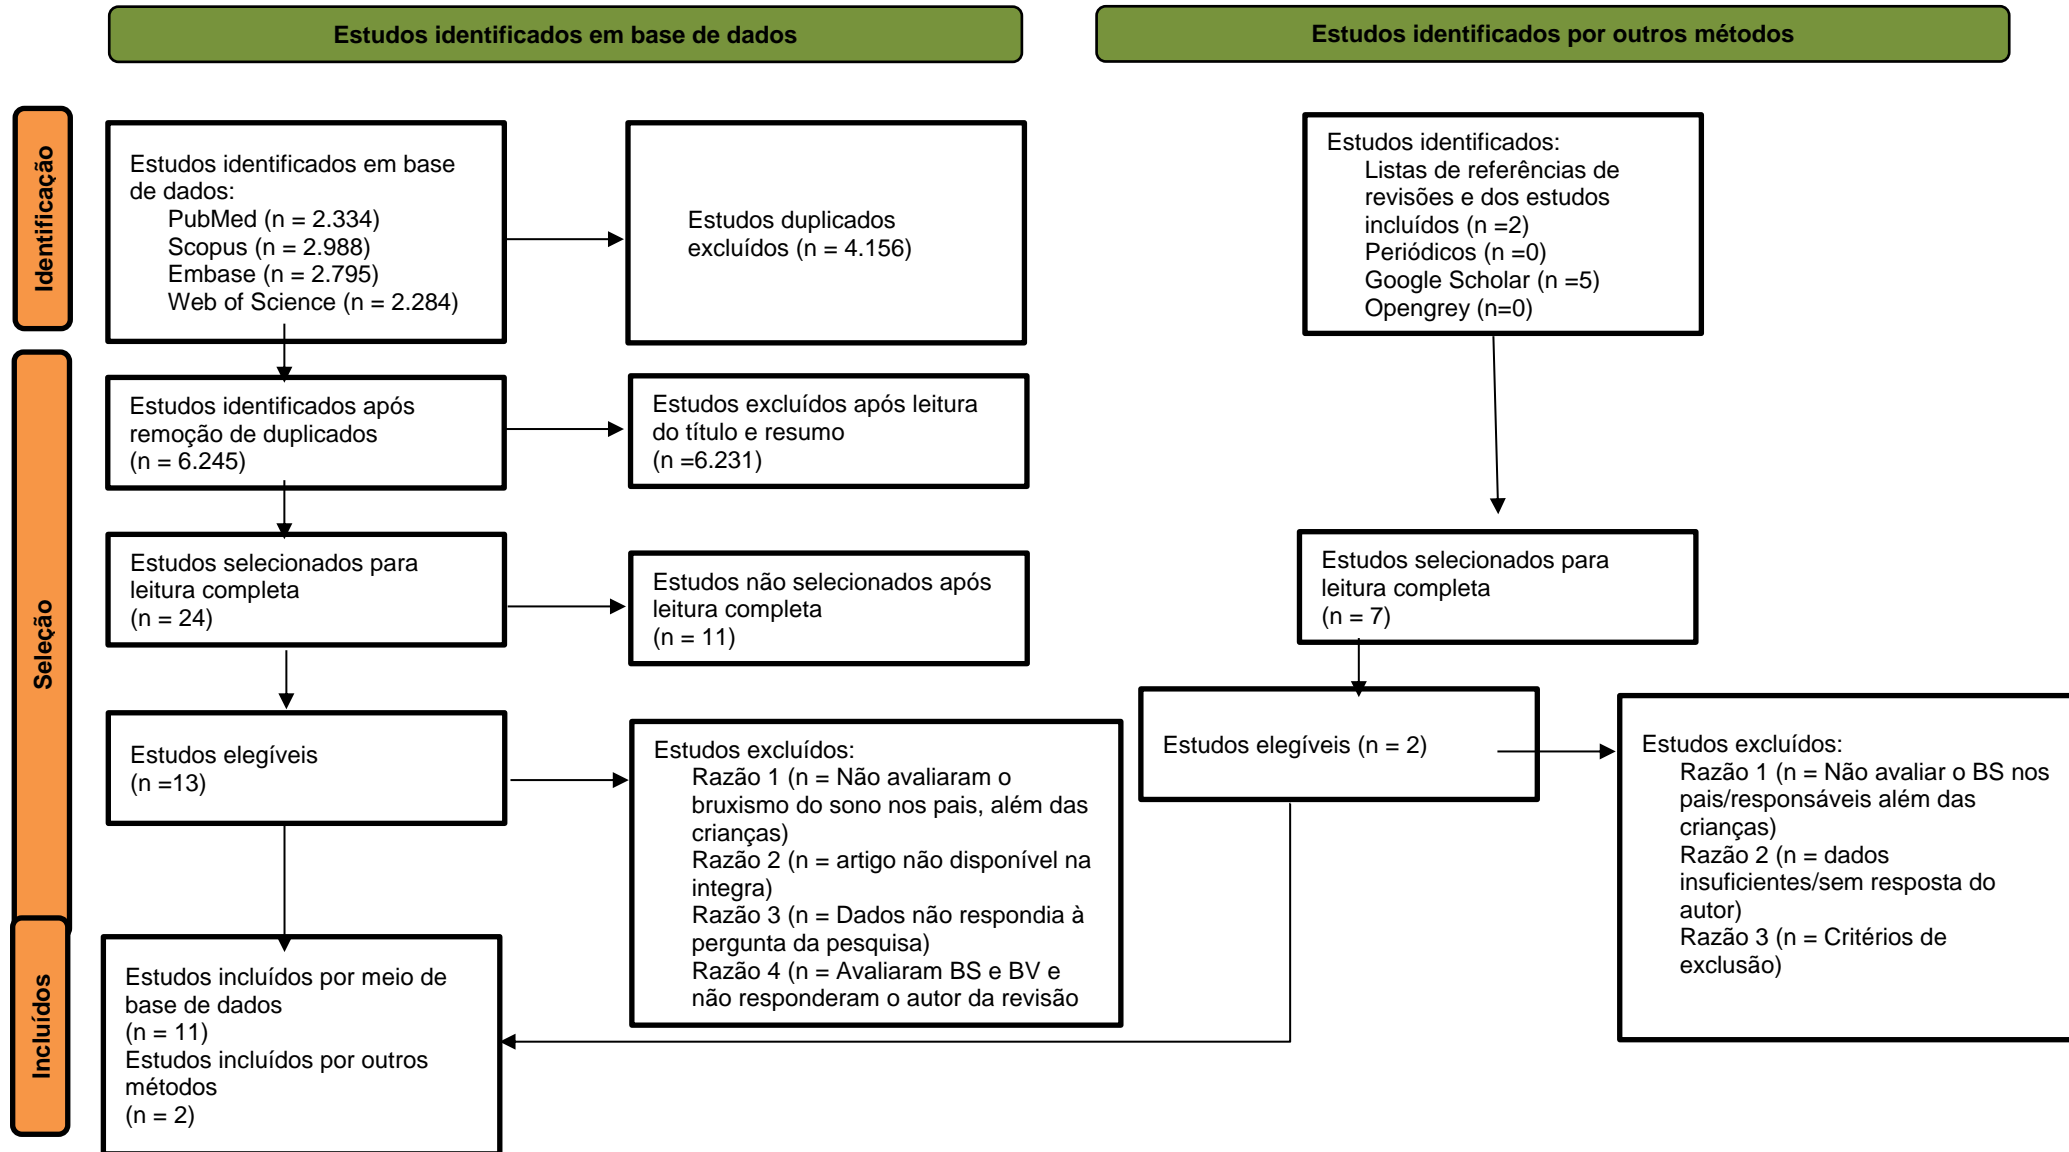 Estudos identificados em base de dados
Estudos identificados por outros métodos
Identificação
Estudos identificados em base
de dados:
PubMed (n = 2.334)
Scopus (n = 2.988)
Embase (n = 2.795)
Web of Science (n = 2.284)
Estudos duplicados
excluídos (n = 4.156)
Estudos identificados:
Listas de referências de
revisões e dos estudos
incluídos (n =2)
Periódicos (n =0)
Google Scholar (n =5)
Opengrey (n=0)
Seleção
Estudos identificados após
remoção de duplicados
(n = 6.245)
Estudos excluídos após leitura
do título e resumo
(n =6.231)
Estudos selecionados para
leitura completa
(n = 24)
Estudos não selecionados após
leitura completa
(n = 11)
Estudos selecionados para
leitura completa
(n = 7)
Estudos elegíveis
(n =13)
Estudos excluídos:
Razão 1 (n = Não avaliaram o
bruxismo do sono nos pais, além das
crianças)
Razão 2 (n = artigo não disponível na
integra)
Razão 3 (n = Dados não respondia à
pergunta da pesquisa)
Razão 4 (n = Avaliaram BS e BV e
não responderam o autor da revisão
Estudos elegíveis (n = 2)
Estudos excluídos:
Razão 1 (n = Não avaliar o BS nos
pais/responsáveis além das
crianças)
Razão 2 (n = dados
insuficientes/sem resposta do
autor)
Razão 3 (n = Critérios de
exclusão)
Incluídos
Estudos incluídos por meio de
base de dados
(n = 11)
Estudos incluídos por outros
métodos
(n = 2)